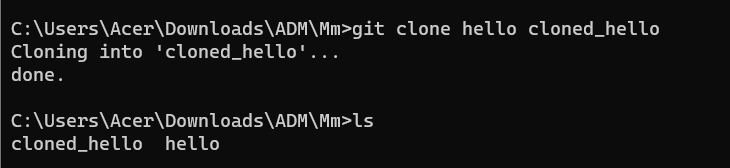 C:\Users\Acer\Downloads\ADM\Mm>git clone hello cloned_hello
Cloning into 'cloned_hello'...
done.
C:\Users\Acer\Downloads\ADM\Mm>ls
cloned_hello  hello